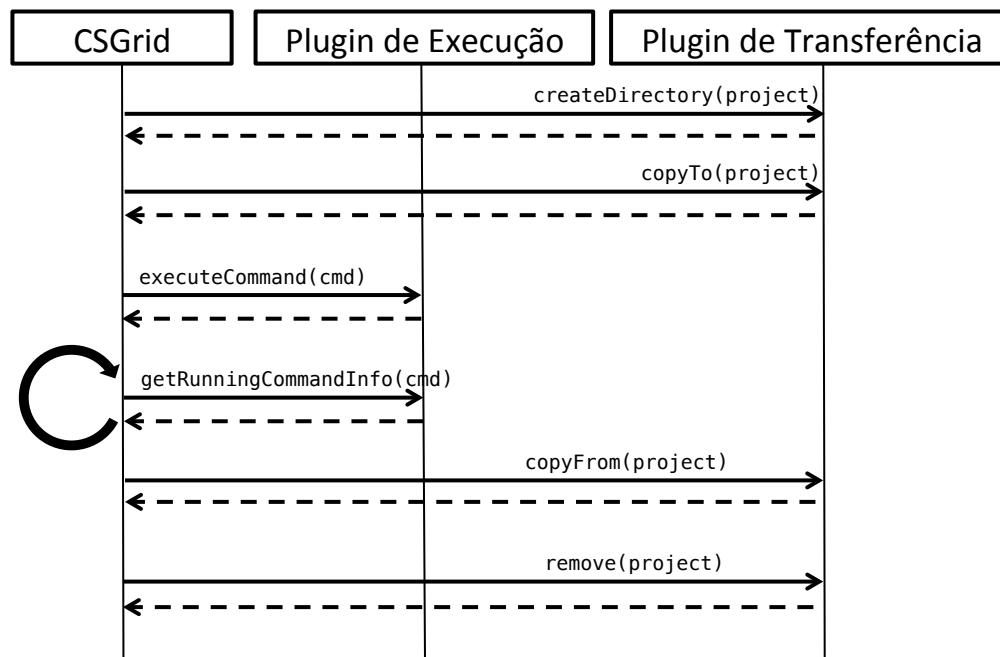 CSGrid
Plugin de Execução
Plugin de Transferência
createDirectory(project)
copyTo(project)
executeCommand(cmd)
getRunningCommandInfo(cmd)
copyFrom(project)
remove(project)